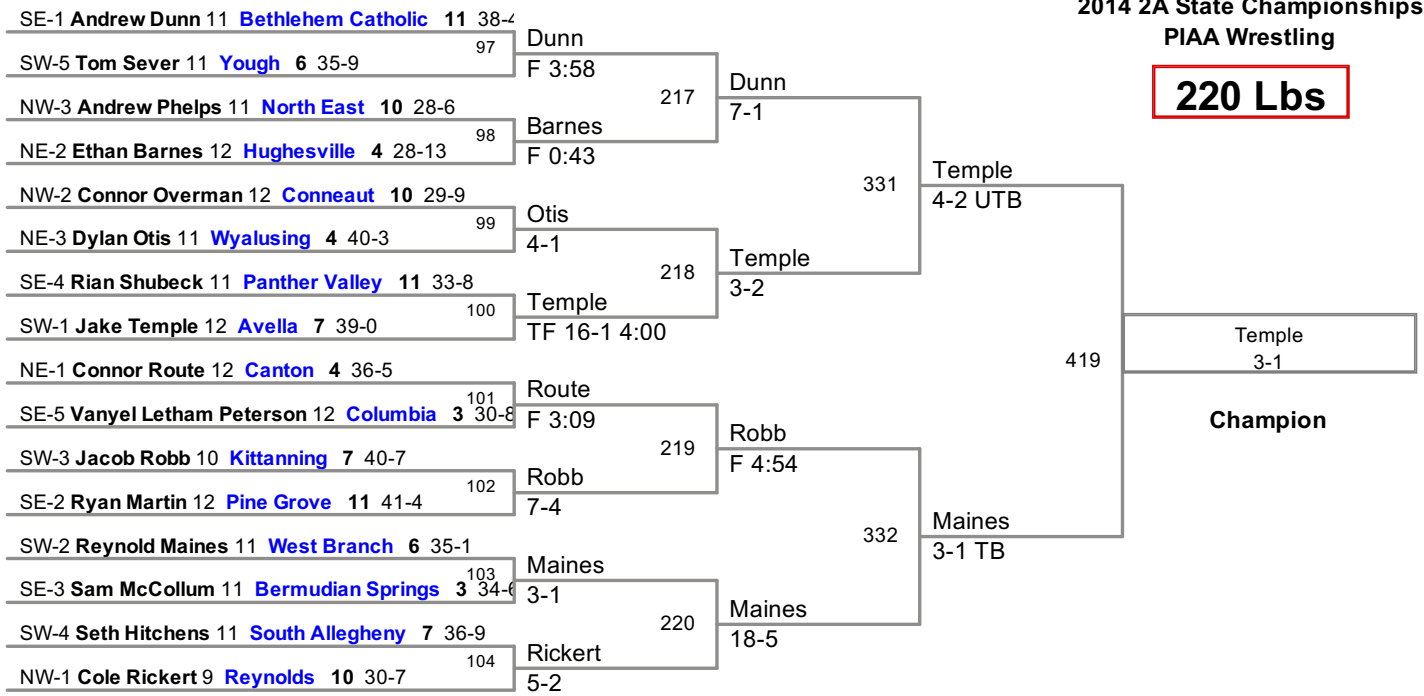 2014 2A State Championships
PIAA Wrestling
220 Lbs
SE-1 Andrew Dunn 11 Bethlehem Catholic 11 38-4
97
SW-5 Tom Sever 11 Yough 6 35-9
Dunn
F 3:58
NW-3 Andrew Phelps 11 North East 10 28-6
98
NE-2 Ethan Barnes 12 Hughesville 4 28-13
Barnes
F 0:43
217
Dunn
7-1
NW-2 Connor Overman 12 Conneaut 10 29-9
99
NE-3 Dylan Otis 11 Wyalusing 4 40-3
Otis
4-1
SE-4 Rian Shubeck 11 Panther Valley 11 33-8
100
SW-1 Jake Temple 12 Avella 7 39-0
Temple
TF 16-1 4:00
218
Temple
3-2
331
Temple
4-2 UTB
NE-1 Connor Route 12 Canton 4 36-5
101
SE-5 Vanyel Letham Peterson 12 Columbia 3 30-8
Route
F 3:09
SW-3 Jacob Robb 10 Kittanning 7 40-7
102
SE-2 Ryan Martin 12 Pine Grove 11 41-4
Robb
7-4
219
Robb
F 4:54
SW-2 Reynold Maines 11 West Branch 6 35-1
103
SE-3 Sam McCollum 11 Bermudian Springs 3 34-6
Maines
3-1
SW-4 Seth Hitchens 11 South Allegheny 7 36-9
104
NW-1 Cole Rickert 9 Reynolds 10 30-7
Rickert
5-2
220
Maines
18-5
332
Maines
3-1 TB
419
Temple
3-1
Champion